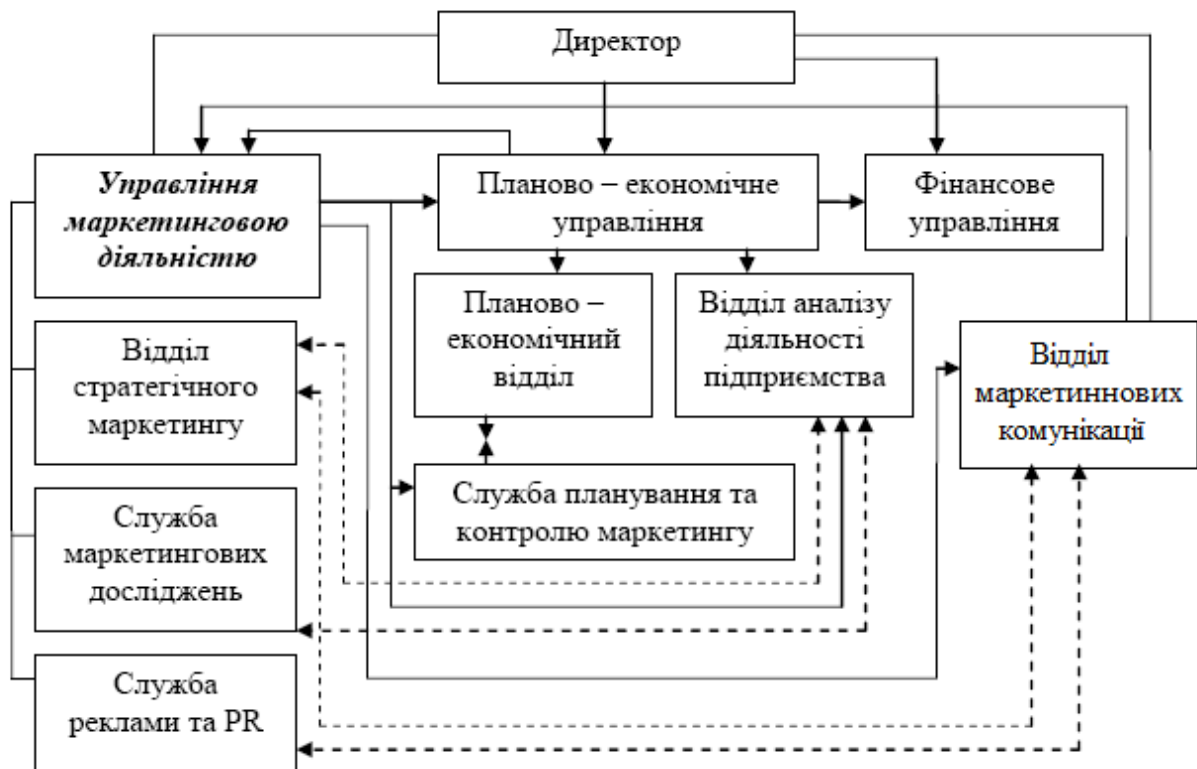 Директор
Управління
маркетинговою
діяльністю
Планово – економічне
управління
Фінансове
управління
Планово –
економічний
відділ
Відділ аналізу
діяльності
підприємства
Відділ
стратегічного
маркетингу
Відділ
маркетиннових
комунікації
Служба планування та
контролю маркетингу
Служба
маркетингових
досліджень
Служба
реклами та PR